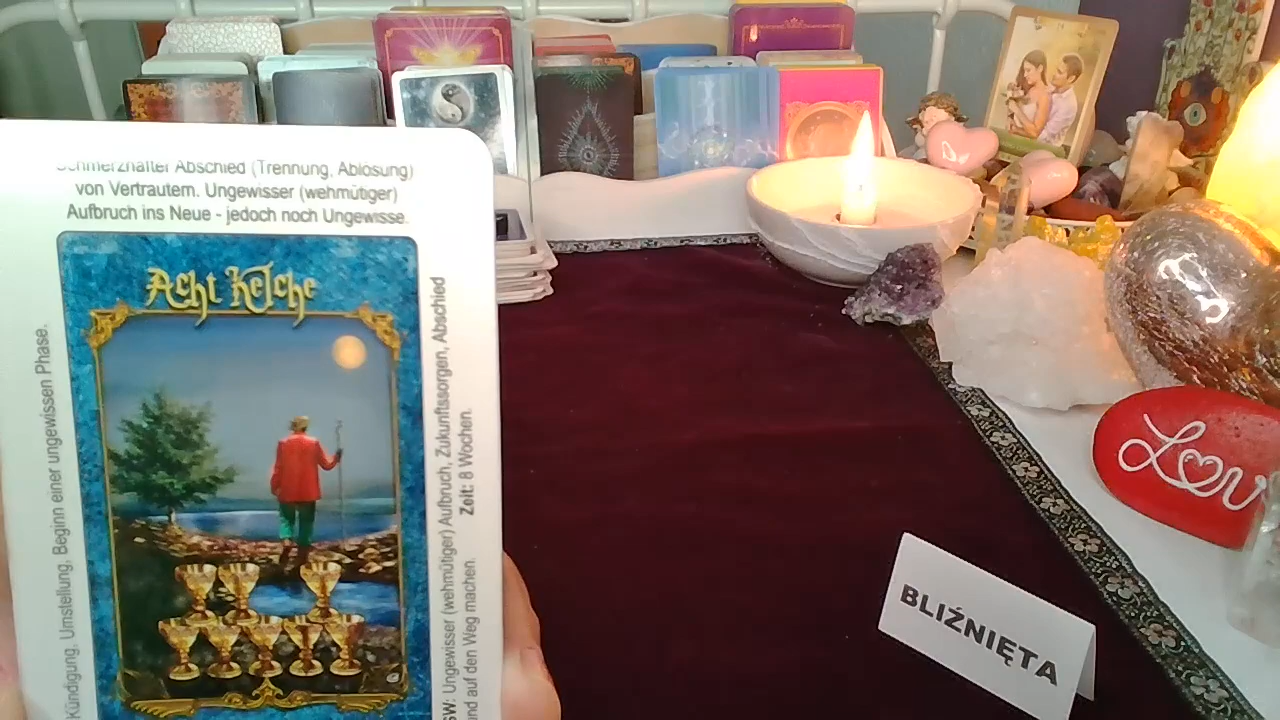 Schmerzhafter Abschied (Trennung, Ablösung)
von Vertrautem. Ungewisser (wehmütiger)
Aufbruch ins Neue - jedoch noch Ungewisse.
Acht Kelche
Kündigung, Umstellung, Beginn einer ungewissen Phase.
SW: Ungewisser (wehmütiger) Aufbruch, Zukunftssorgen, Abschied
und auf den Weg machen. Zeit: 8 Wochen.
Lov
BLIŹNIĘTA